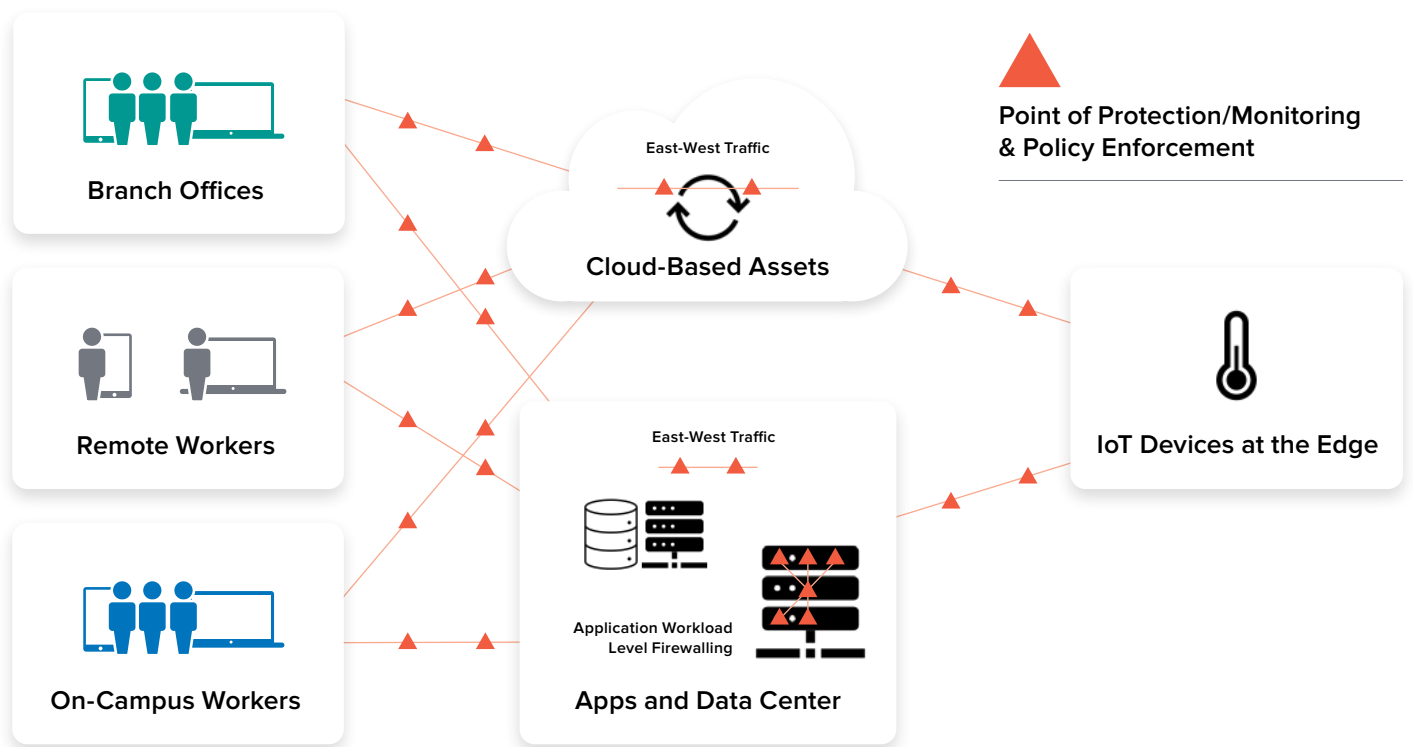 Branch Offices
Remote Workers
On-Campus Workers
East-West Traffic
Cloud-Based Assets
East-West Traffic
Application Workload
Level Firewalling
Apps and Data Center
Point of Protection/Monitoring
& Policy Enforcement
IoT Devices at the Edge